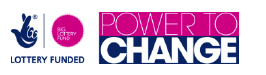 BIG
LOTTERY
FUND
LOTTERY FUNDED
POWER TO
CHANGE